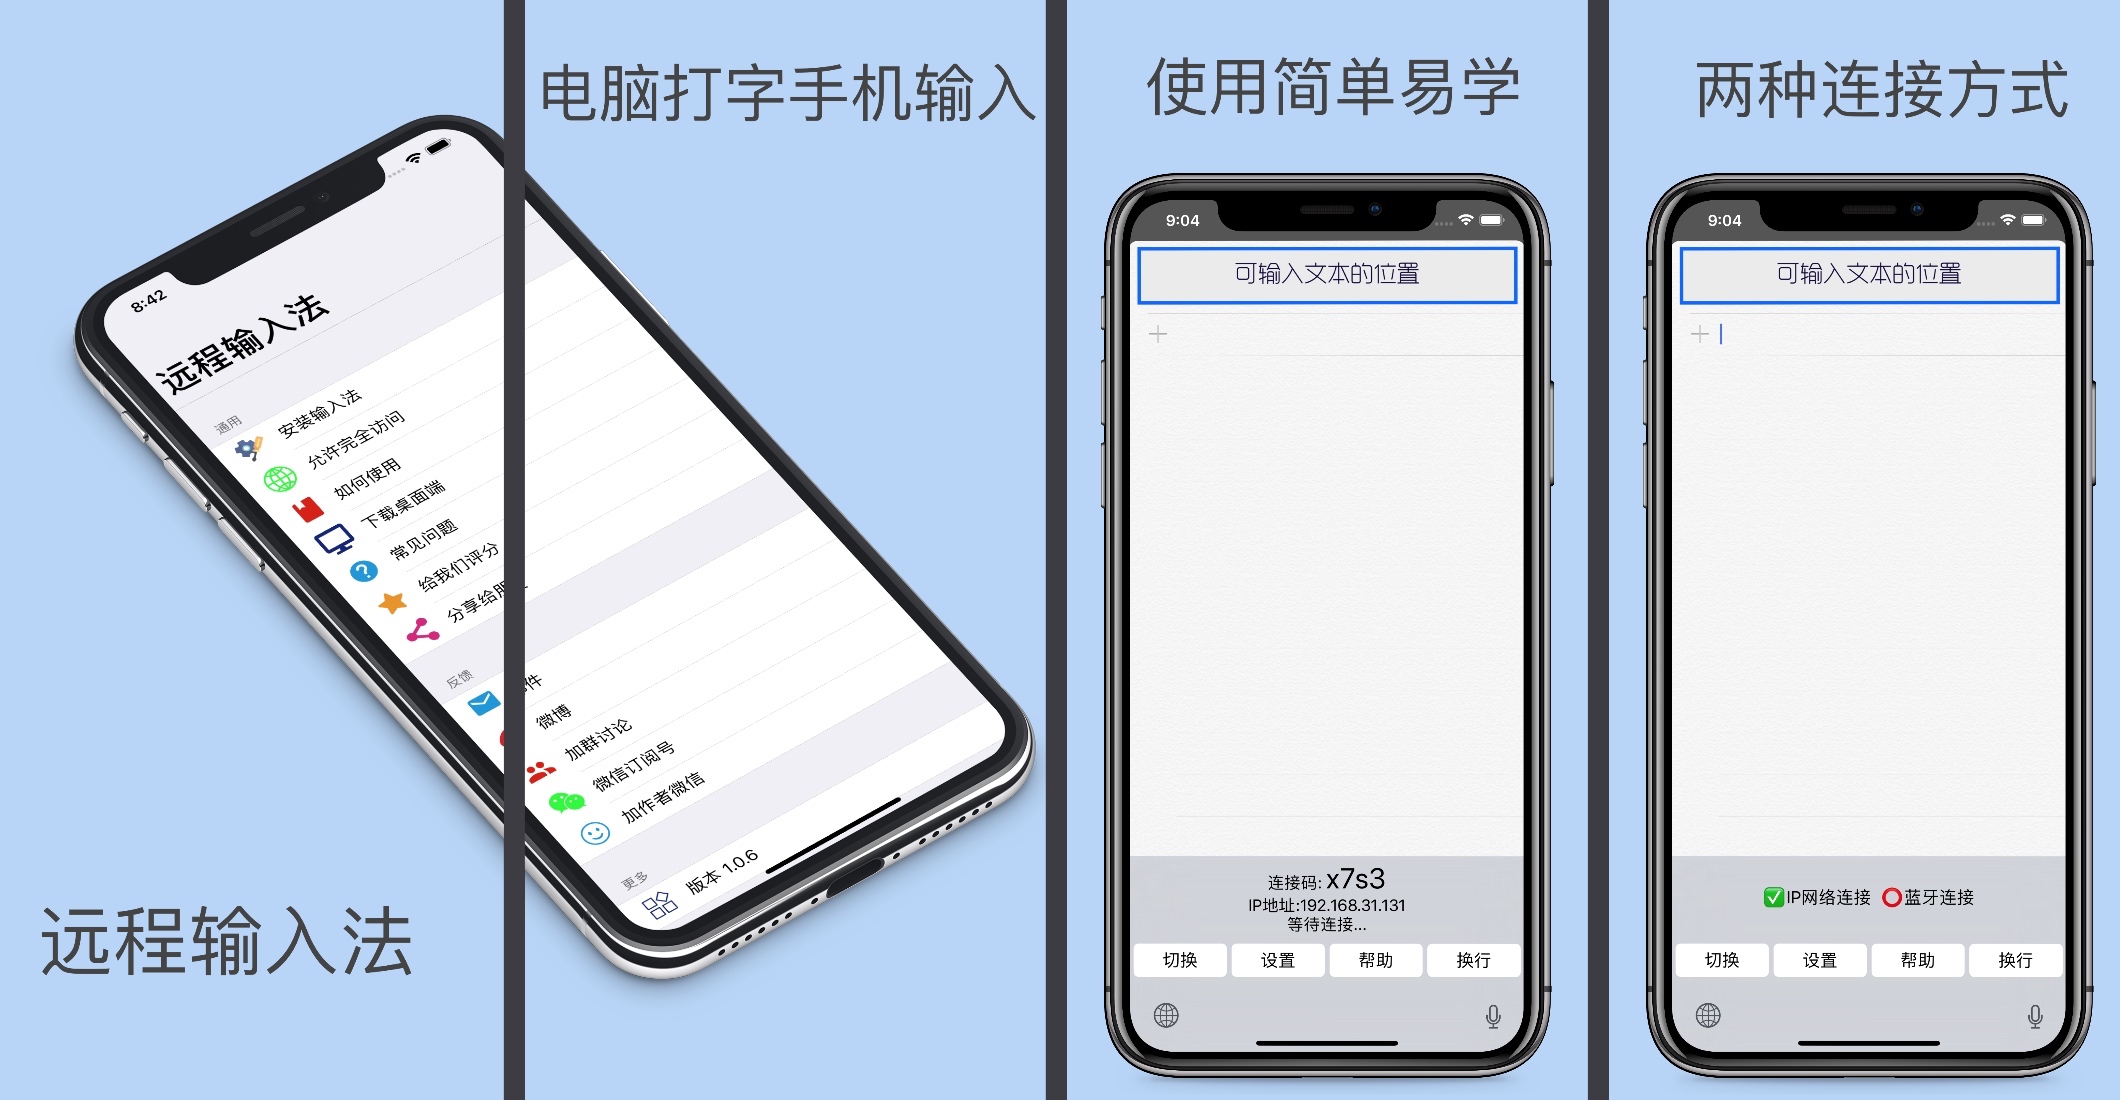 远程输入法
8:42
远程输入法
通用
安装输入法
允许完全访问
如何使用
下载桌面端
常见问题
给我们评分
分享给朋
反馈
件
微博
加群讨论
微信订阅号
加作者微信
更多
版本 1.0.6
电脑打字手机输入
使用简单易学
9:04
可输入文本的位置
连接码: x7s3
IP地址:192.168.31.131
等待连接...
切换 设置 帮助 换行
两种连接方式
9:04
可输入文本的位置
IP网络连接 蓝牙连接
切换 设置 帮助 换行